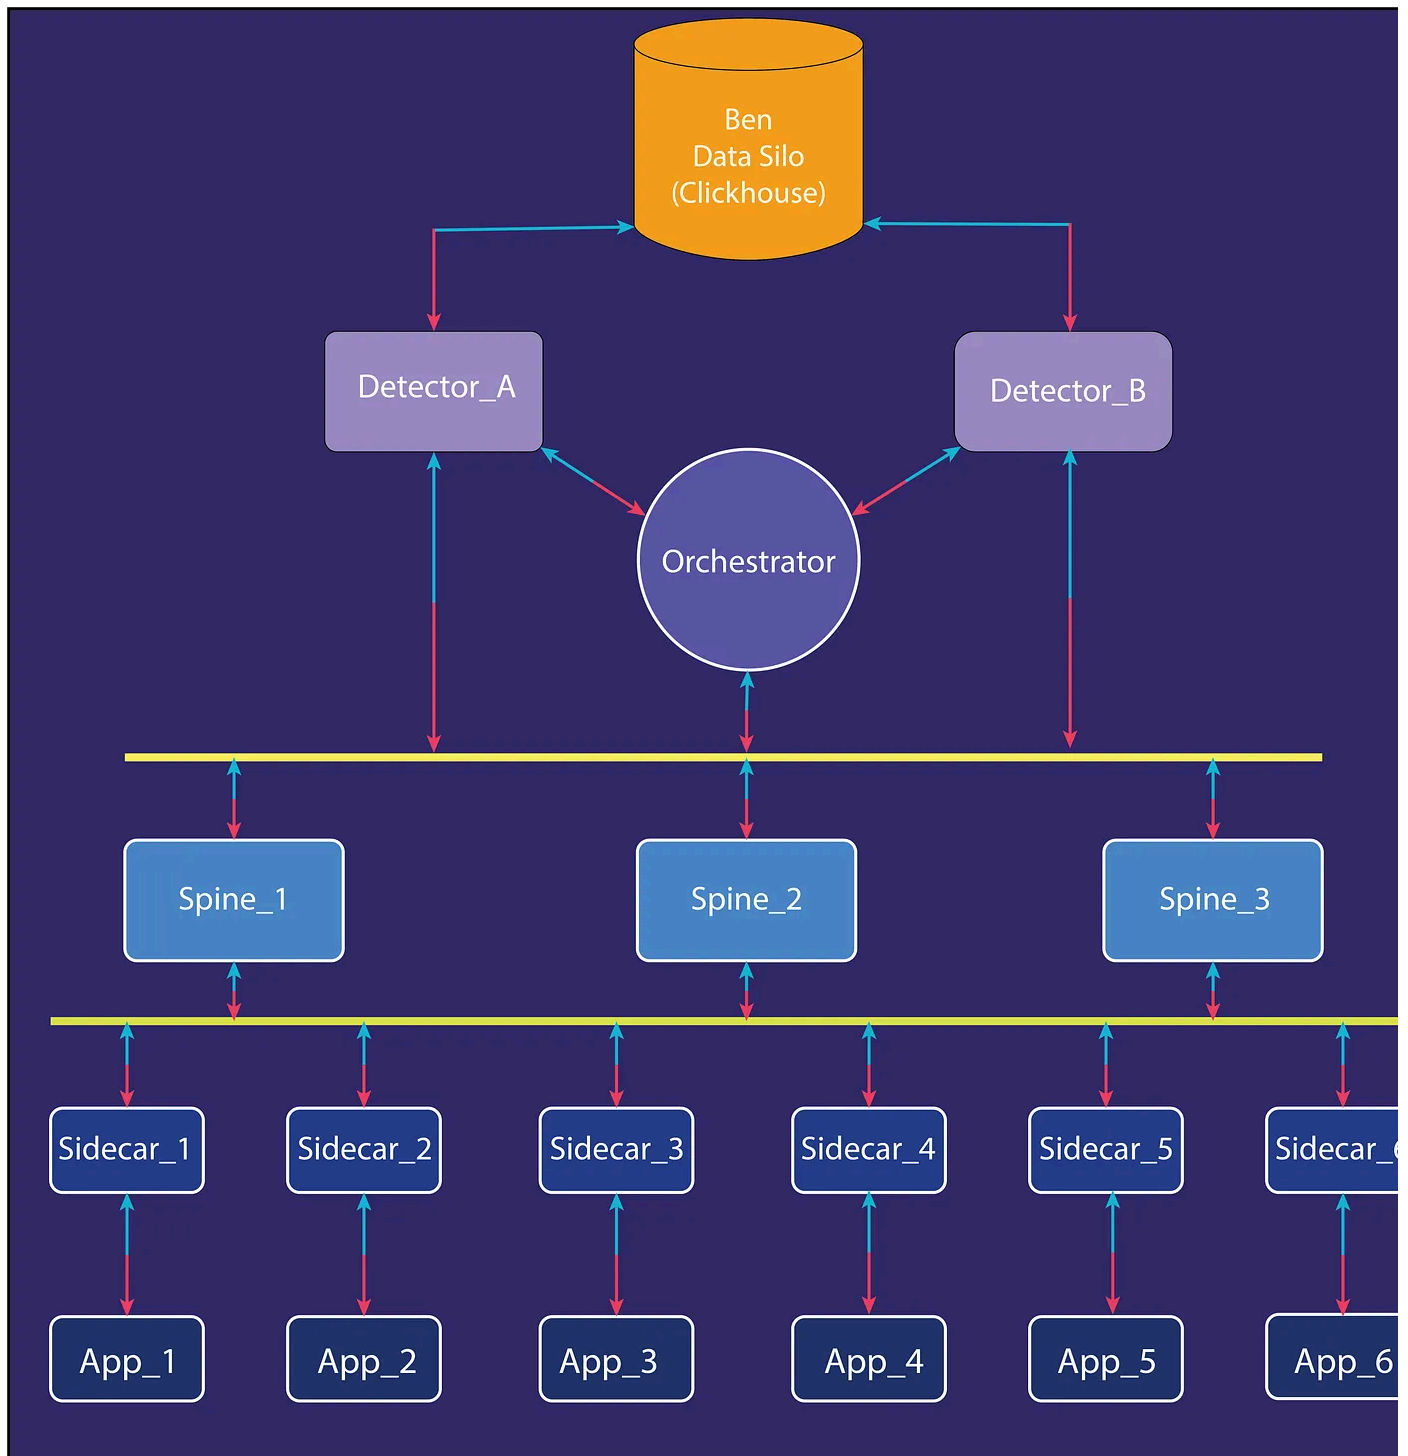 Ben
Data Silo
(Clickhouse)
Detector_A
Detector_B
Orchestrator
Spine_1
Spine_2
Spine_3
Sidecar_1
Sidecar_2
Sidecar_3
Sidecar_4
Sidecar_5
Sidecar_6
App_1
App_2
App_3
App_4
App_5
App_6